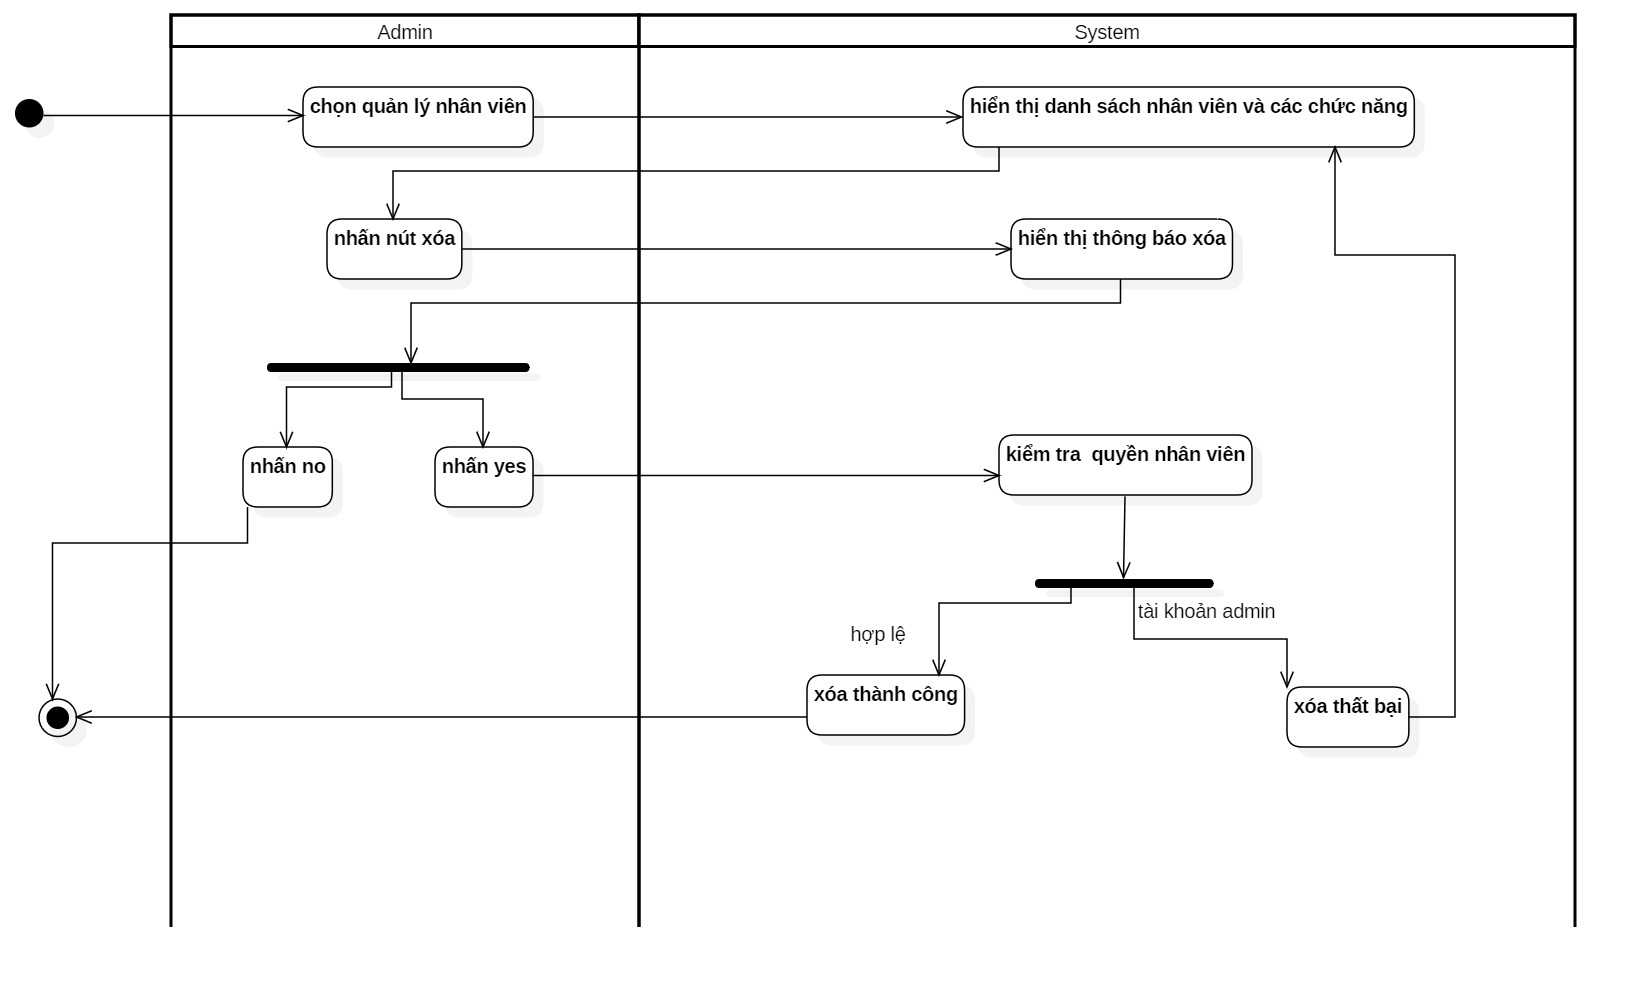 Admin
System
chọn quản lý nhân viên
hiển thị danh sách nhân viên và các chức năng
nhấn nút xóa
hiển thị thông báo xóa
nhấn no
nhấn yes
kiểm tra  quyền nhân viên
tài khoản admin
hợp lệ
xóa thành công
xóa thất bại